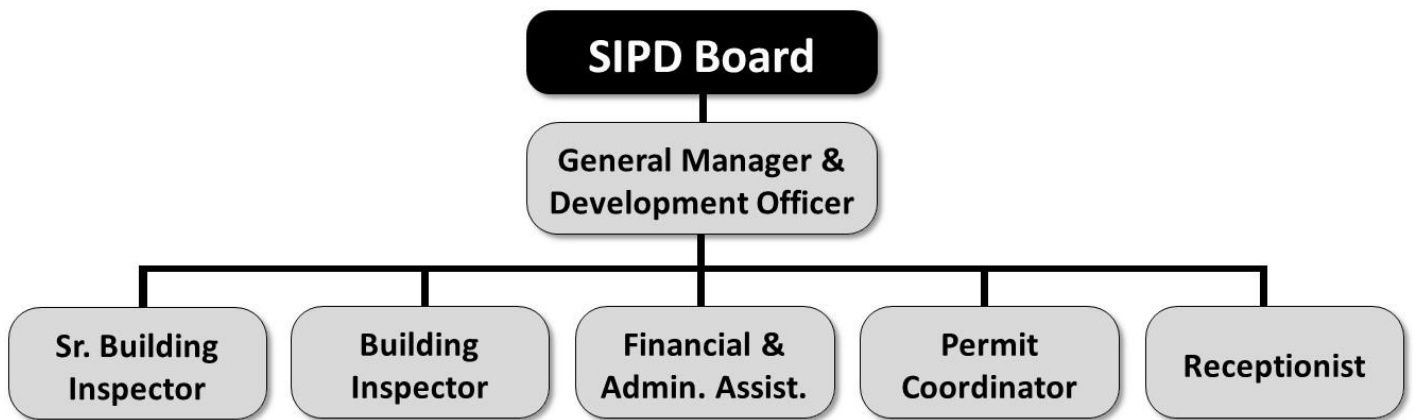 SIPD Board
General Manager &
Development Officer
Sr. Building
Inspector
Building
Inspector
Financial &
Admin. Assist.
Permit
Coordinator
Receptionist